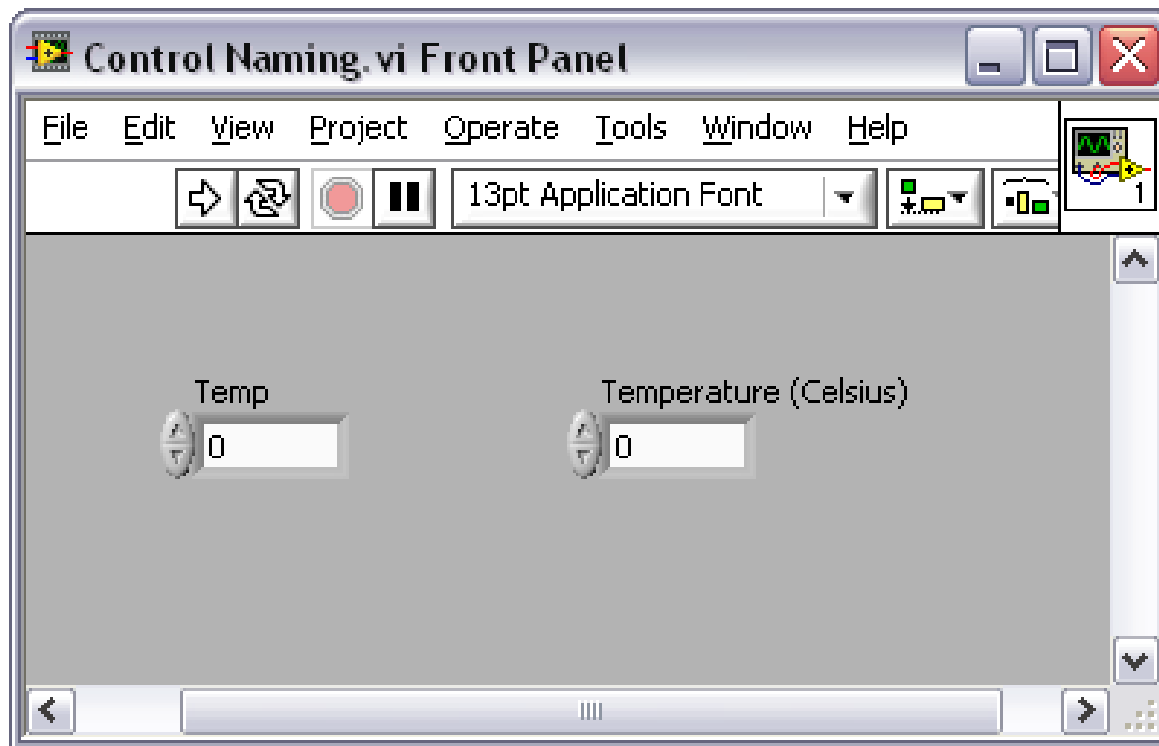 Control Naming.vi Front Panel
File Edit View Project Operate Tools Window Help
13pt Application Font
1
Temp Temperature (Celsius)
0 0